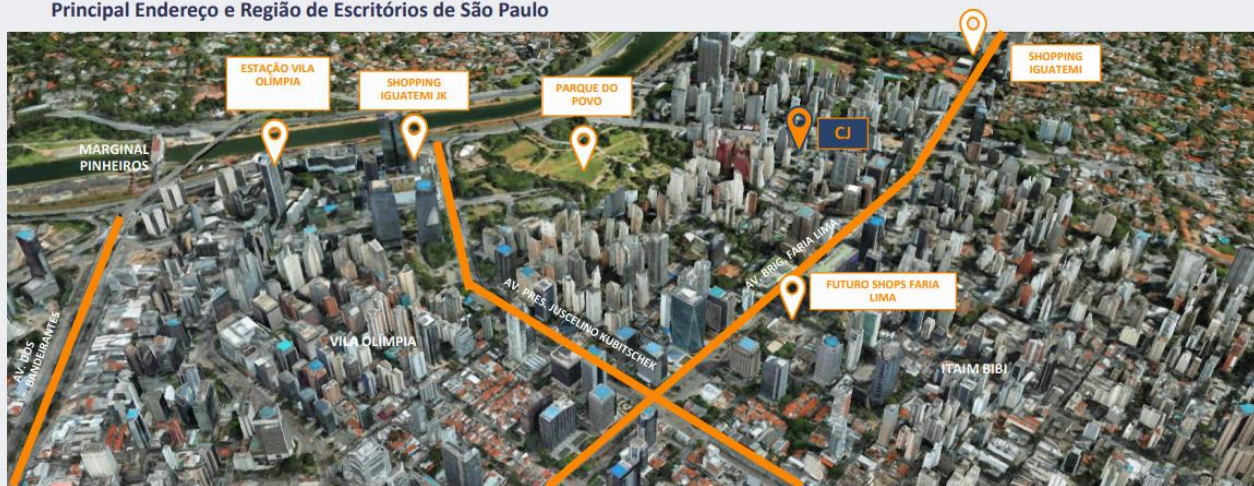 Principal Endereço e Região de Escritórios de São Paulo
ESTAÇÃO VILA
OLÍMPIA
SHOPPING
IGUATEMI JK
PARQUE DO
POVO
SHOPPING
IGUATEMI
CJ
MARGINAL
PINHEIROS
AV. BRIG. FARIA LIMA
FUTURO SHOPS FARIA
LIMA
AV. PRES. JUSCELINO KUBITSCHEK
AV. DOS
BANDEIRANTES
VILA OLÍMPIA
ITAIM BIBI